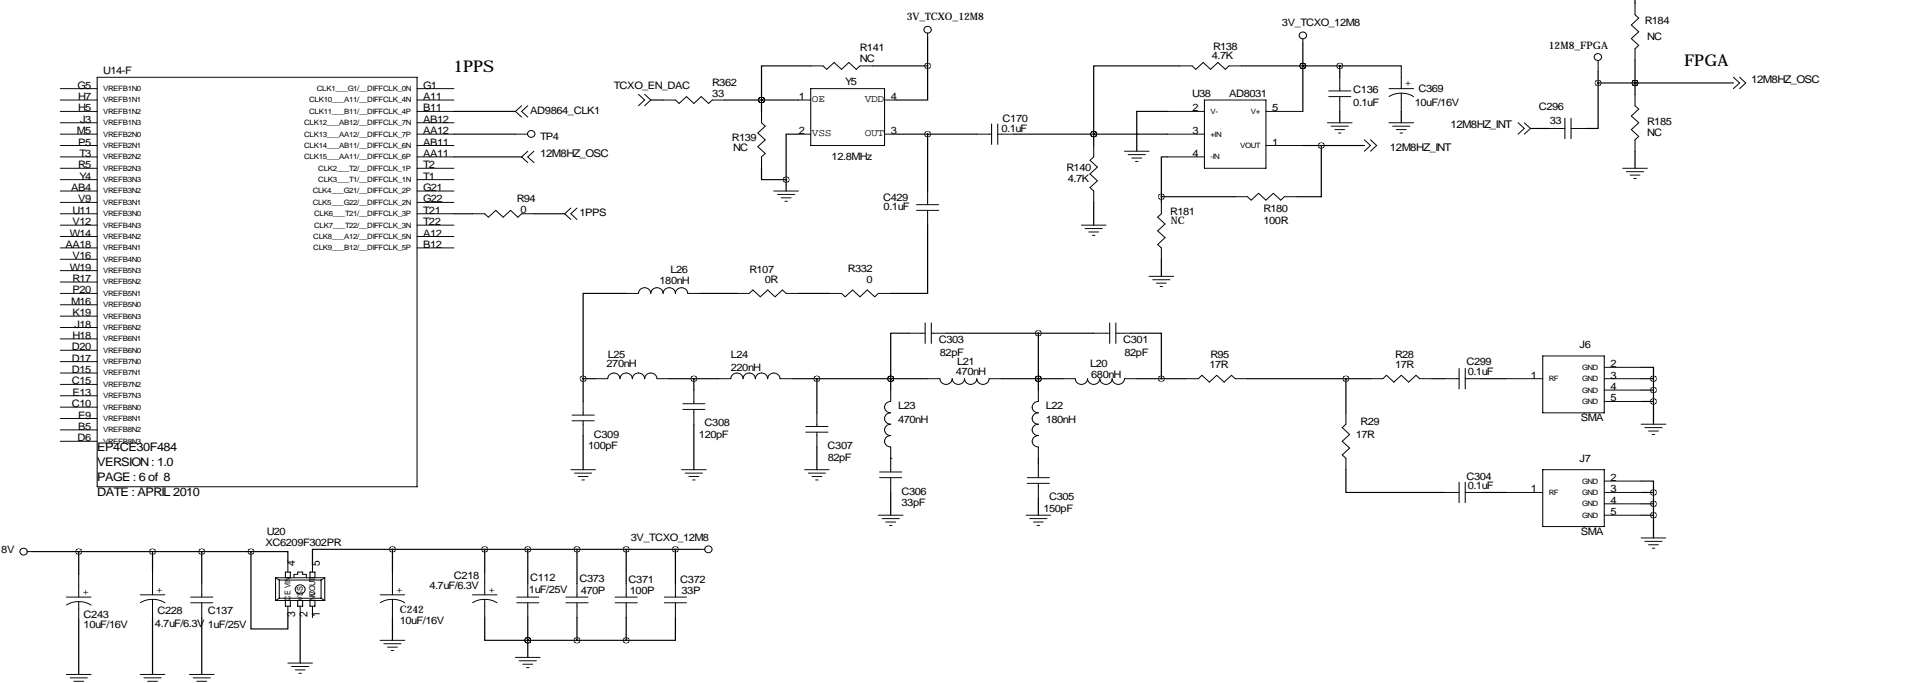 3V_TCXO_12M8
R184
NC
12M8_FPGA
FPGA
12M8HZ_OSC
C296
33
12M8HZ_INT
R185
NC
U14-F
1PPS
G5 VREFB1N0 CLK1___G1/__DIFFCLK_0N G1
H7 VREFB1N1 CLK10___A11/__DIFFCLK_4N A11
H5 VREFB1N2 CLK11___B11/__DIFFCLK_4P B11 AD9864_CLK1
J3 VREFB1N3 CLK12___AB12/__DIFFCLK_7N AB12
M5 VREFB2N0 CLK13___AA12/__DIFFCLK_7P AA12 TP4
P5 VREFB2N1 CLK14___AB11/__DIFFCLK_6N AB11
T3 VREFB2N2 CLK15___AA11/__DIFFCLK_6P AA11 12M8HZ_OSC
R5 VREFB2N3 CLK2___T2/__DIFFCLK_1P T2
Y4 VREFB3N3 CLK3___T1/__DIFFCLK_1N T1
AB4 VREFB3N2 CLK4___G21/__DIFFCLK_2P G21
V9 VREFB3N1 CLK5___G22/__DIFFCLK_2N G22
U11 VREFB3N0 CLK6___T21/__DIFFCLK_3P T21 R94 0 1PPS
V12 VREFB4N3 CLK7___T22/__DIFFCLK_3N T22
W14 VREFB4N2 CLK8___A12/__DIFFCLK_5N A12
AA18 VREFB4N1 CLK9___B12/__DIFFCLK_5P B12
V16 VREFB4N0
W19 VREFB5N3
R17 VREFB5N2
P20 VREFB5N1
M16 VREFB5N0
K19 VREFB6N3
J18 VREFB6N2
H18 VREFB6N1
D20 VREFB6N0
D17 VREFB7N0
D15 VREFB7N1
C15 VREFB7N2
E13 VREFB7N3
C10 VREFB8N0
E9 VREFB8N1
B5 VREFB8N2
D6 VREFB8N3
EP4CE30F484
VERSION : 1.0
PAGE : 6 of 8
DATE : APRIL 2010
TCXO_EN_DAC
R362
33
R141
NC
R139
NC
Y5
1 OE VDD 4
2 VSS OUT 3
12.8MHz
C170
0.1uF
C429
0.1uF
3V_TCXO_12M8
R138
4.7K
R140
4.7K
U38 AD8031
2 V- V+ 5
3 +IN
4 -IN VOUT 1
C136
0.1uF
C369
10uF/16V
12M8HZ_INT
R181
NC
R180
100R
L26
180nH
R107
0R
R332
0
L25
270nH
L24
220nH
C303
82pF
L21
470nH
C301
82pF
L20
680nH
R95
17R
R28
17R
C299
0.1uF
J6
1 RF
GND 2
GND 3
GND 4
GND 5
SMA
C309
100pF
C308
120pF
C307
82pF
L23
470nH
L22
180nH
C306
33pF
C305
150pF
R29
17R
C304
0.1uF
J7
1 RF
GND 2
GND 3
GND 4
GND 5
SMA
8V
C243
10uF/16V
C228
4.7uF/6.3V
C137
1uF/25V
U20
XC6209F302PR
4
5
3
2
1
3V_TCXO_12M8
C242
10uF/16V
C218
4.7uF/6.3V
C112
1uF/25V
C373
470P
C371
100P
C372
33P